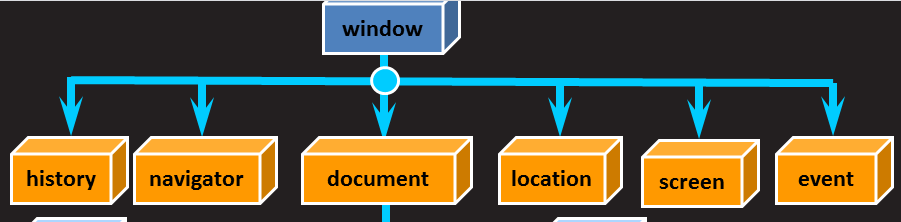 window
history
navigator
document
location
screen
event